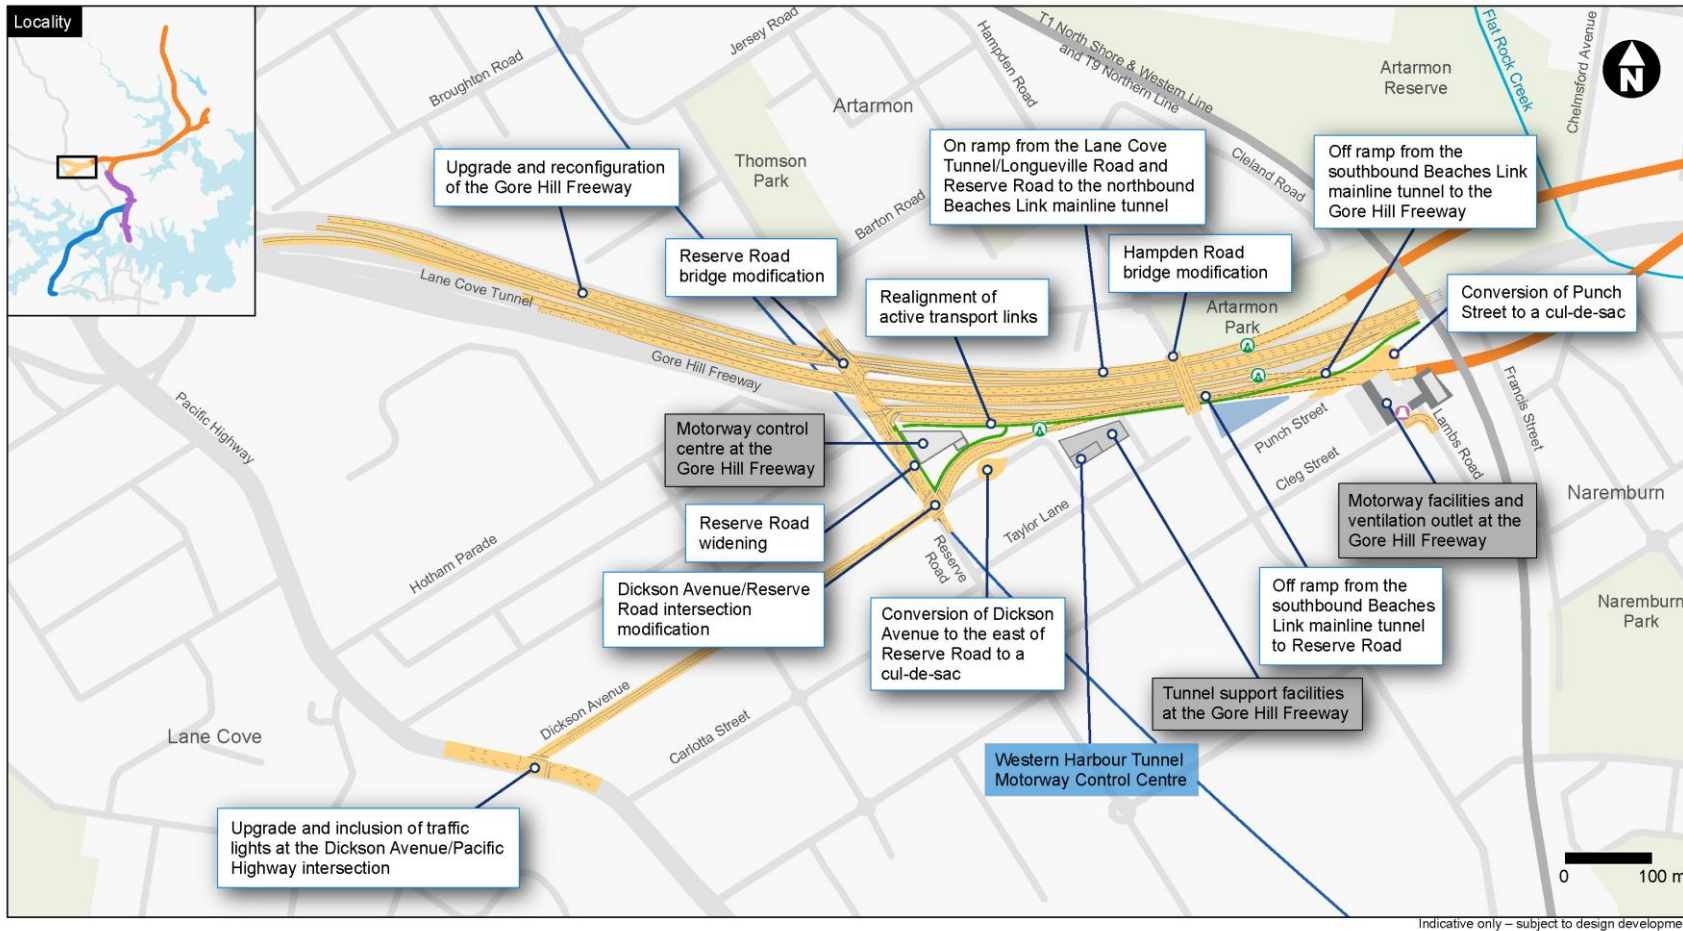 Locality
Broughton Road
Jersey Road
Hampden Road
T1 North Shore & Western Line
and T9 Northern Line
Artarmon
Reserve
Flat Rock Creek
Chelmsford Avenue
N
Artarmon
Thomson
Park
Barton Road
Cleland Road
Upgrade and reconfiguration
of the Gore Hill Freeway
On ramp from the Lane Cove
Tunnel/Longueville Road and
Reserve Road to the northbound
Beaches Link mainline tunnel
Off ramp from the
southbound Beaches Link
mainline tunnel to the
Gore Hill Freeway
Reserve Road
bridge modification
Hampden Road
bridge modification
Realignment of
active transport links
Conversion of Punch
Street to a cul-de-sac
Artarmon
Park
Lane Cove Tunnel
Gore Hill Freeway
Pacific Highway
Francis Street
Motorway control
centre at the
Gore Hill Freeway
Punch Street
Lambs Road
Cleg Street
Naremburn
Motorway facilities and
ventilation outlet at the
Gore Hill Freeway
Reserve Road
widening
Taylor Lane
Hotham Parade
Reserve
Road
Dickson Avenue/Reserve
Road intersection
modification
Conversion of Dickson
Avenue to the east of
Reserve Road to a
cul-de-sac
Off ramp from the
southbound Beaches
Link mainline tunnel
to Reserve Road
Naremburn
Park
Tunnel support facilities
at the Gore Hill Freeway
Dickson Avenue
Carlotta Street
Lane Cove
Western Harbour Tunnel
Motorway Control Centre
Upgrade and inclusion of traffic
lights at the Dickson Avenue/Pacific
Highway intersection
0 100 m
Indicative only – subject to design developme